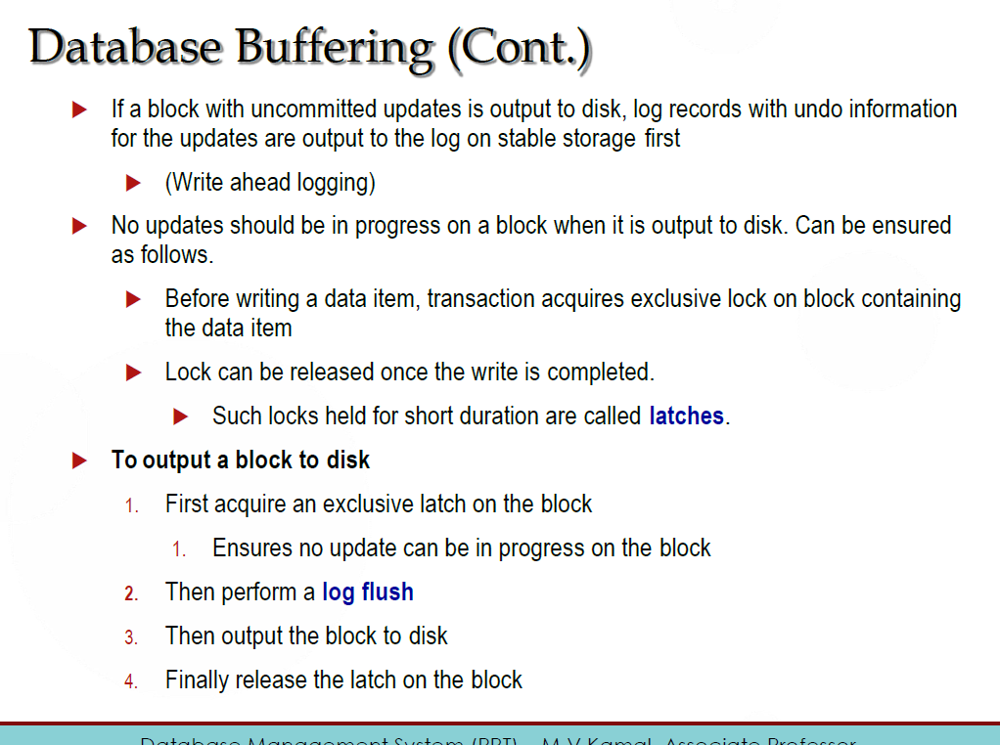 Database Buffering (Cont.)
If a block with uncommitted updates is output to disk, log records with undo information
for the updates are output to the log on stable storage first
(Write ahead logging)
No updates should be in progress on a block when it is output to disk. Can be ensured
as follows.
Before writing a data item, transaction acquires exclusive lock on block containing
the data item
Lock can be released once the write is completed.
Such locks held for short duration are called latches.
To output a block to disk
1. First acquire an exclusive latch on the block
1. Ensures no update can be in progress on the block
2. Then perform a log flush
3. Then output the block to disk
4. Finally release the latch on the block
Database Management System (PPT) M V Kamal, Associate Professor